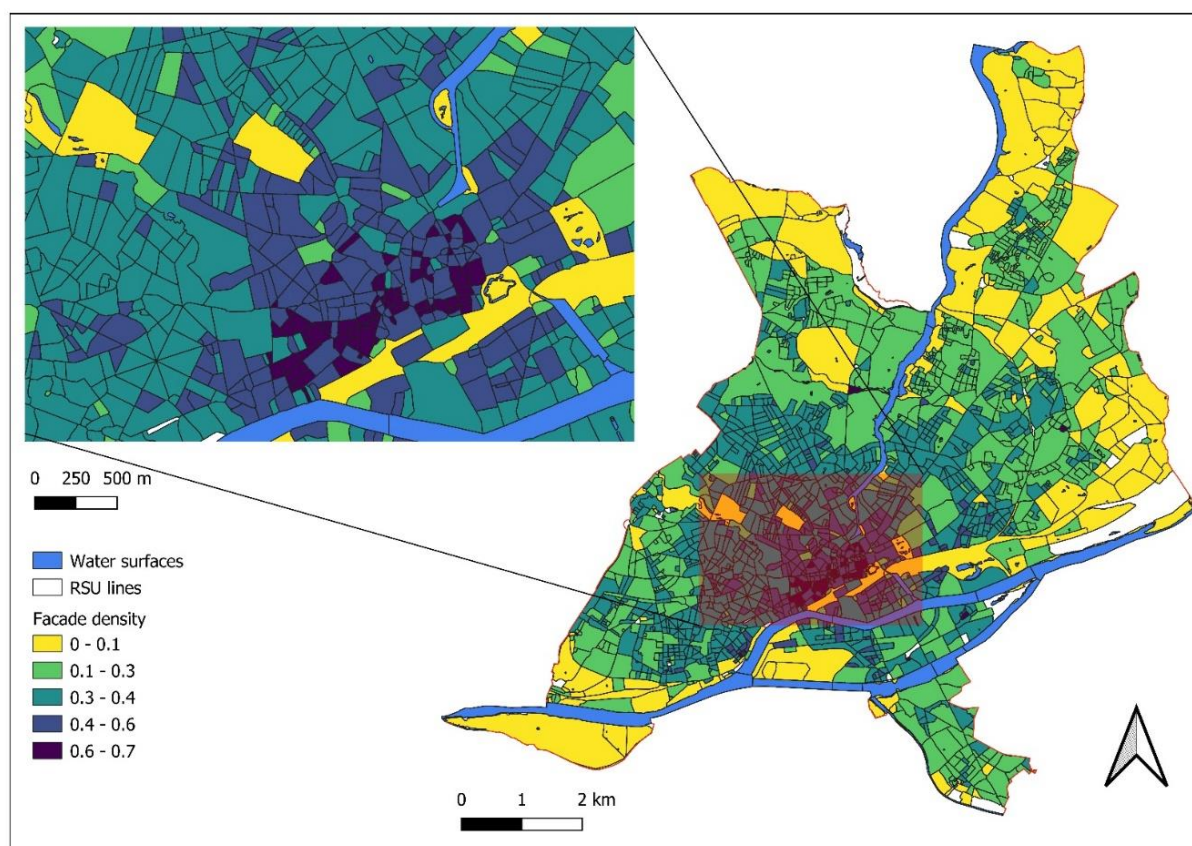 0 250 500 m
Water surfaces
RSU lines
Facade density
0 - 0.1
0.1 - 0.3
0.3 - 0.4
0.4 - 0.6
0.6 - 0.7
0 1 2 km